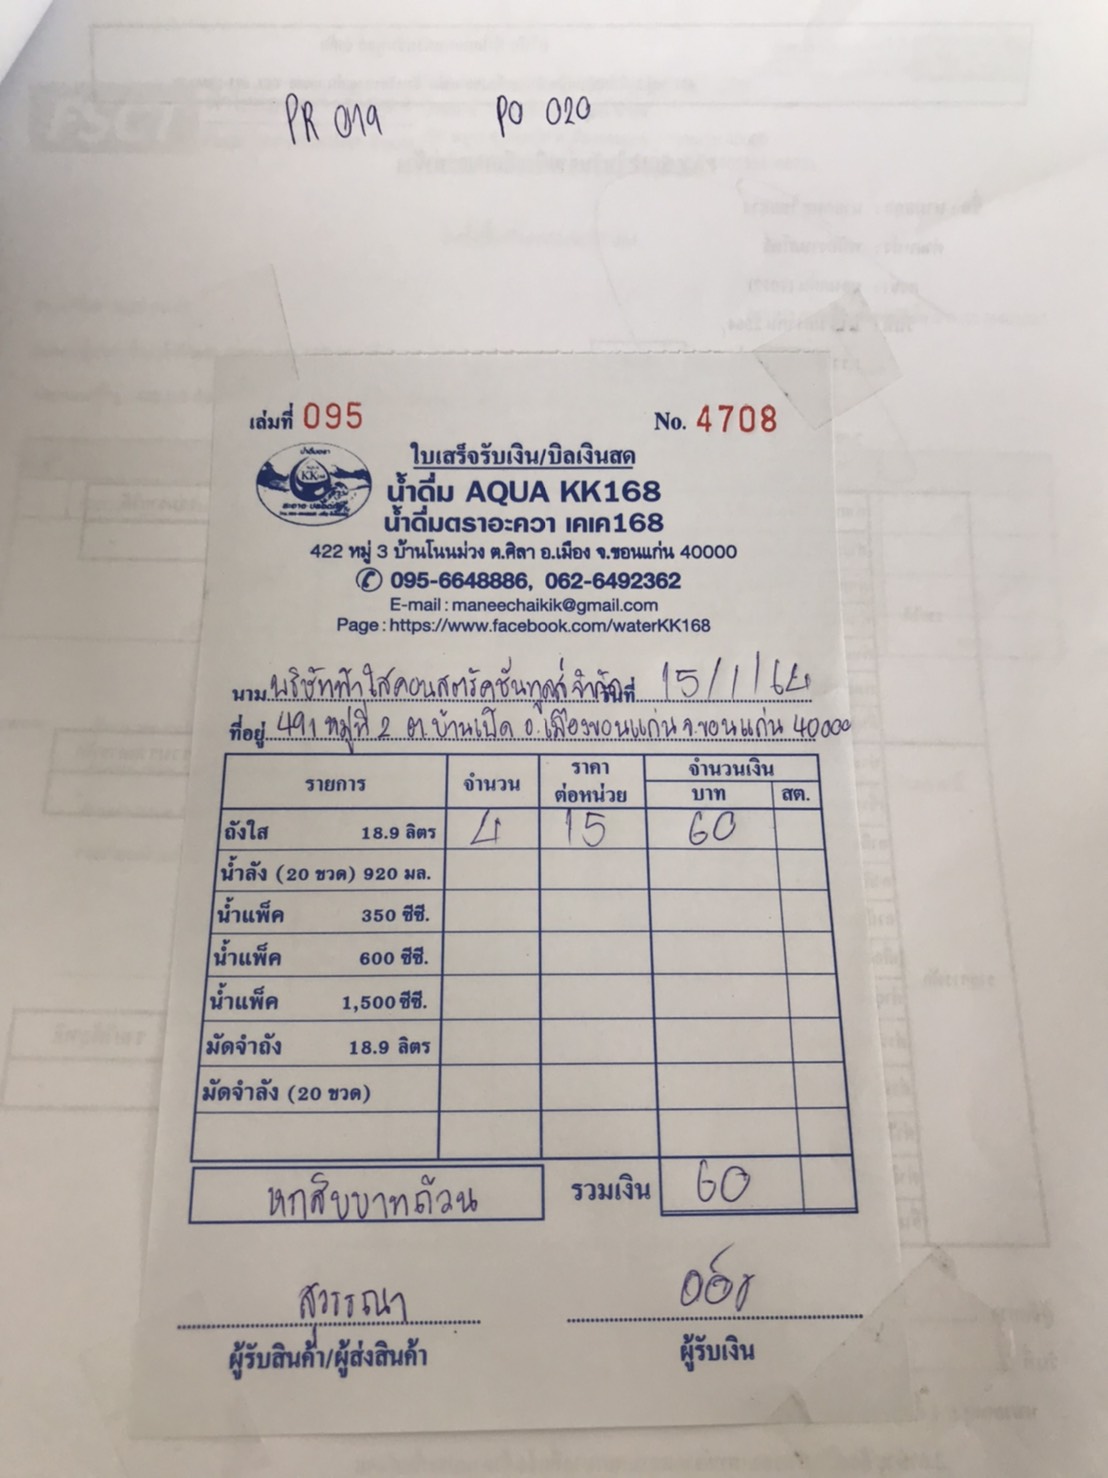 PR 019 PO 020
เล่มที่ 095 No. 4708
ใบเสร็จรับเงิน/บิลเงินสด
น้ำดื่ม AQUA KK168
น้ำดื่มตราอะควา เคเค168
422 หมู่ 3 บ้านโนนม่วง ต.ศิลา อ.เมือง จ.ขอนแก่น 40000
095-6648886, 062-6492362
E-mail : maneechaikik@gmail.com
Page : https://www.facebook.com/waterKK168
นาม บริษัทฟ้าใสคอนสตรัคชั่นทูลส์ จำกัด วันที่ 15/1/64
ที่อยู่ 491 หมู่ที่ 2 ต.บ้านเป็ด อ.เมืองขอนแก่น จ.ขอนแก่น 40000
รายการ จำนวน ราคาต่อหน่วย จำนวนเงิน
บาท สต.
ถังใส 18.9 ลิตร 4 15 60
น้ำลัง (20 ขวด) 920 มล.
น้ำแพ็ค 350 ซีซี.
น้ำแพ็ค 600 ซีซี.
น้ำแพ็ค 1,500 ซีซี.
มัดจำถัง 18.9 ลิตร
มัดจำลัง (20 ขวด)
หกสิบบาทถ้วน รวมเงิน 60
สุวรรณา
ผู้รับสินค้า/ผู้ส่งสินค้า ผู้รับเงิน